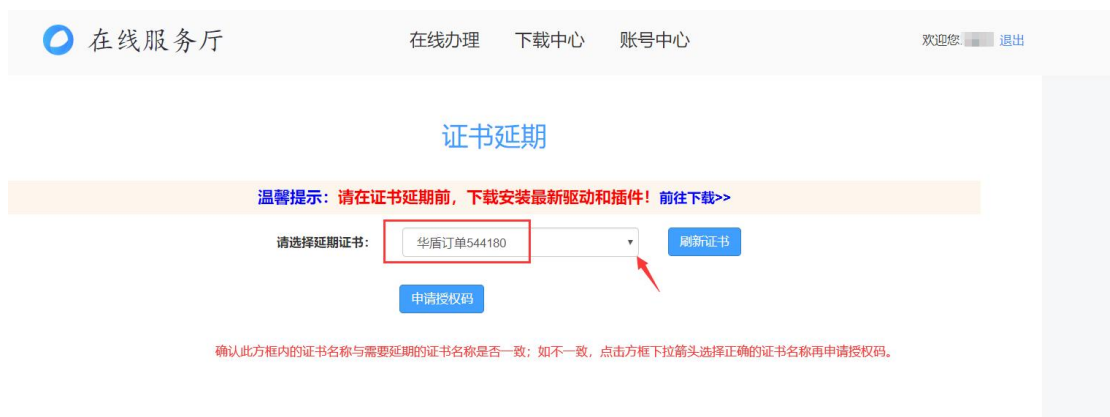 在线服务厅 在线办理 下载中心 账号中心 欢迎您 退出
证书延期
温馨提示：请在证书延期前，下载安装最新驱动和插件！前往下载>>
请选择延期证书： 华盾订单544180 刷新证书
申请授权码
确认此方框内的证书名称与需要延期的证书名称是否一致；如不一致，点击方框下拉箭头选择正确的证书名称再申请授权码。